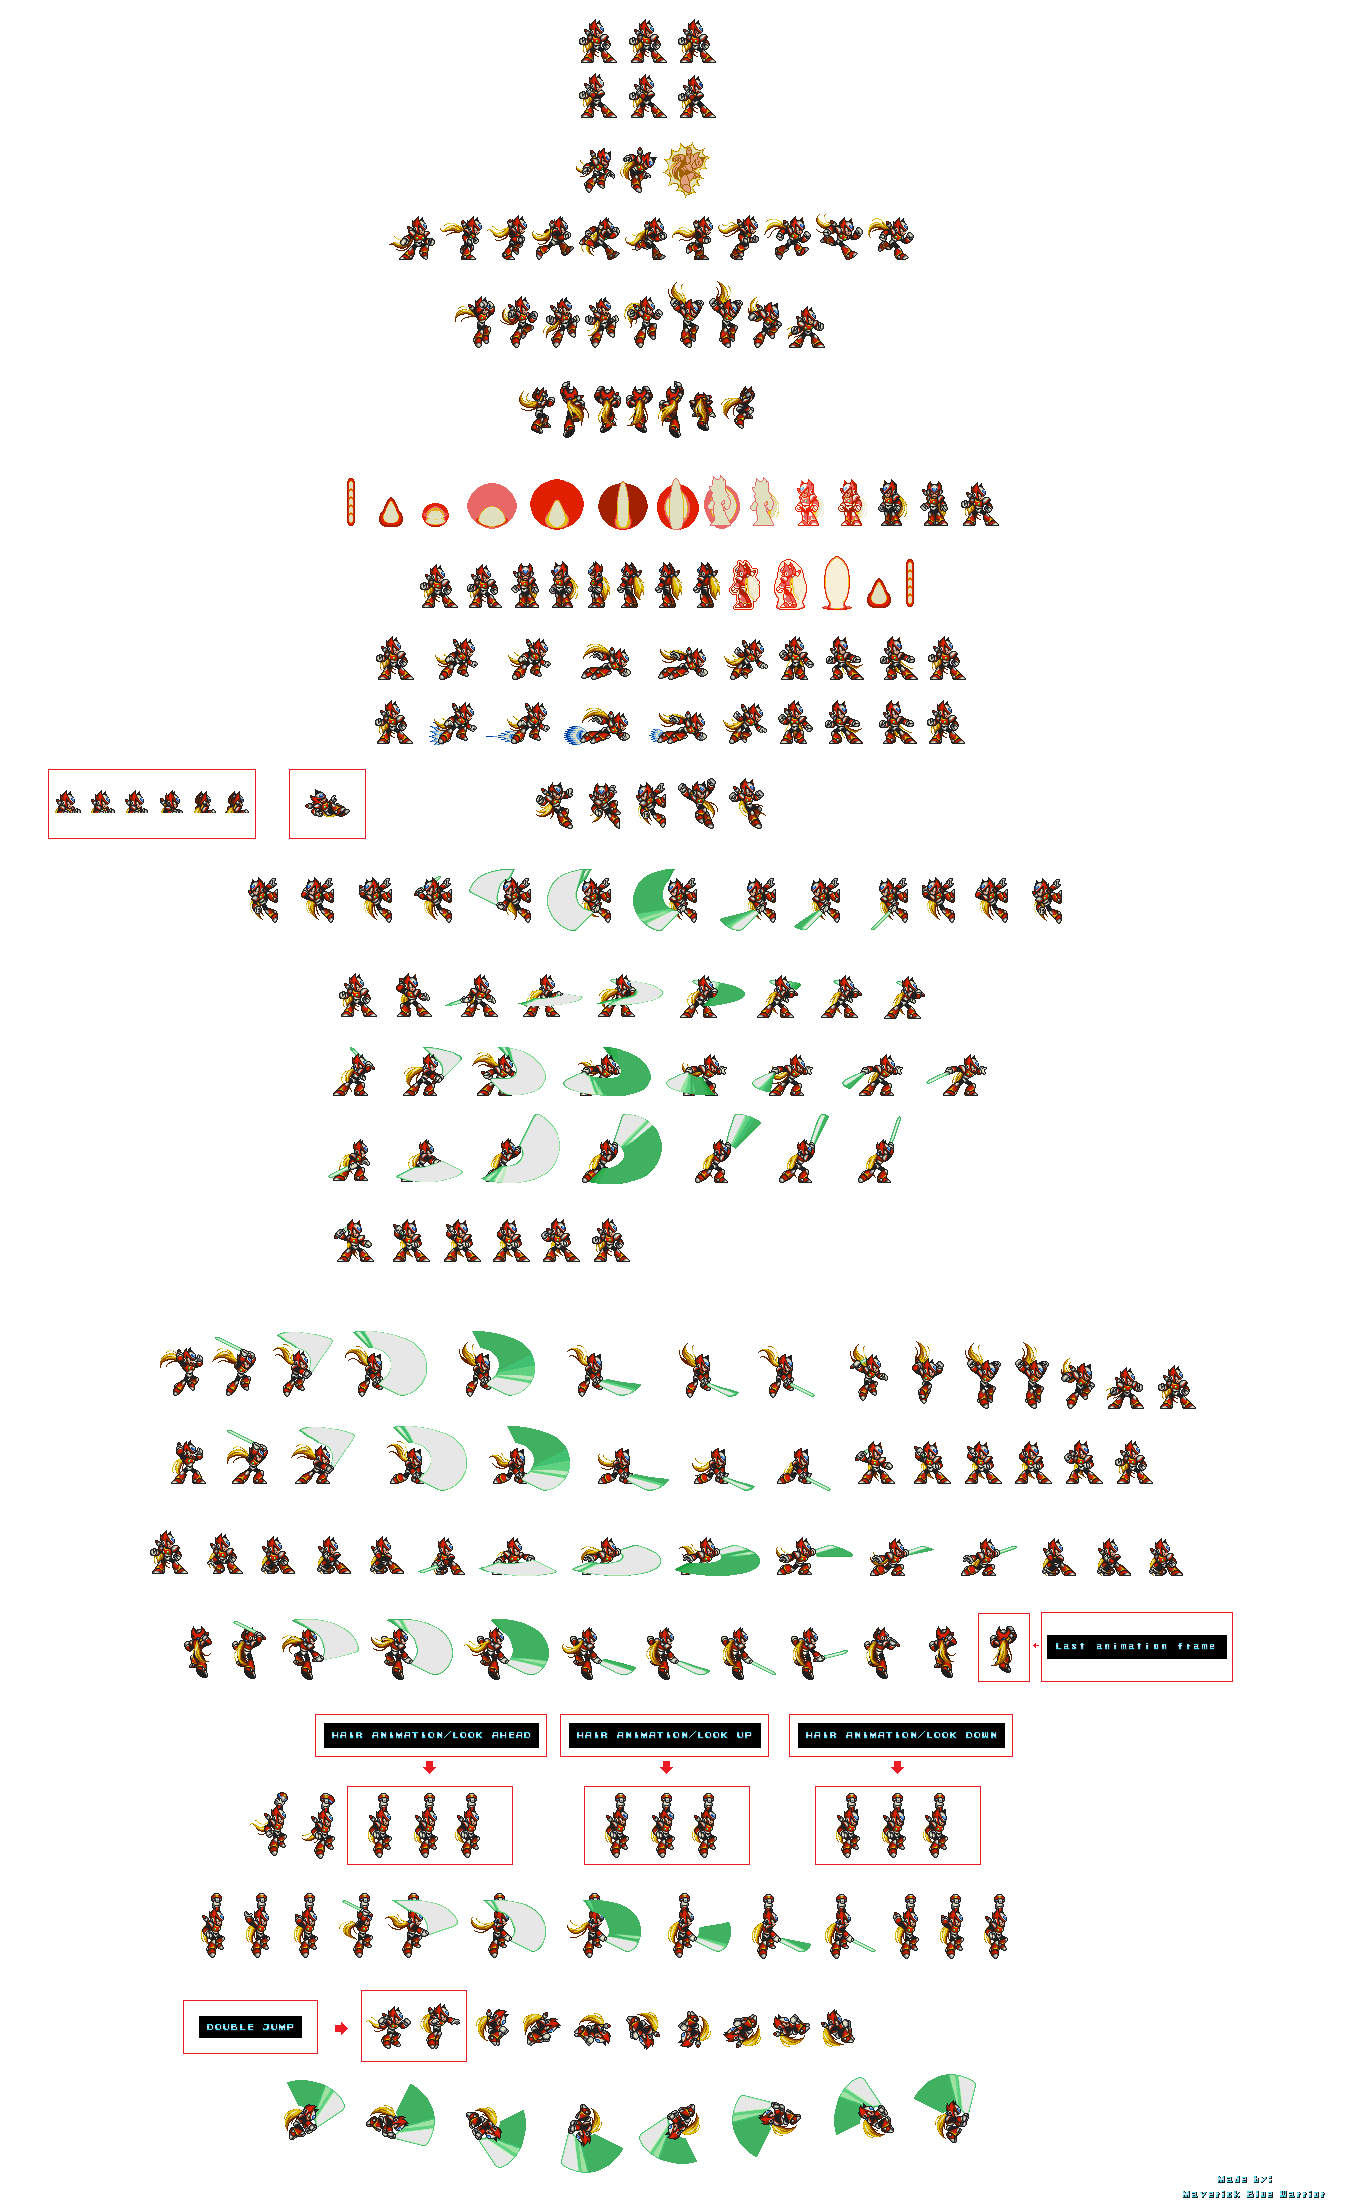 Last animation frame
HAIR ANIMATION/LOOK AHEAD
HAIR ANIMATION/LOOK UP
HAIR ANIMATION/LOOK DOWN
DOUBLE JUMP
Made by:
Maverick Blue Warrior